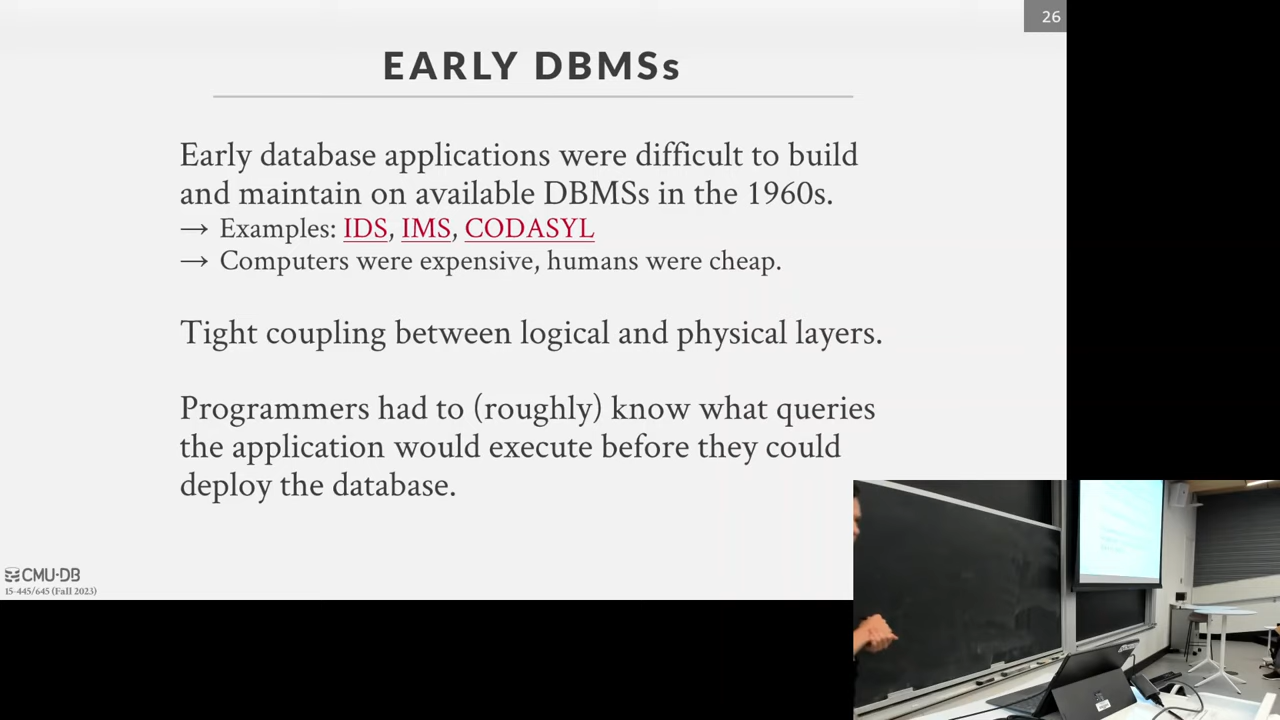 26
EARLY DBMSs
Early database applications were difficult to build
and maintain on available DBMSs in the 1960s.
→ Examples: IDS, IMS, CODASYL
→ Computers were expensive, humans were cheap.
Tight coupling between logical and physical layers.
Programmers had to (roughly) know what queries
the application would execute before they could
deploy the database.
CMU·DB
15-445/645 (Fall 2023)